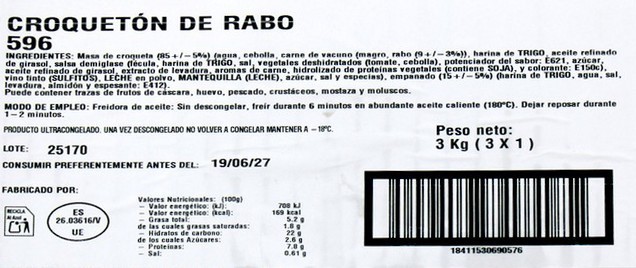 CROQUETÓN DE RABO
596
INGREDIENTES: Masa de croqueta (85 +/– 5%) (agua, cebolla, carne de vacuno (magro, rabo (9 +/– 3%)), harina de TRIGO, aceite refinado
de girasol, salsa demiglase (fécula, harina de TRIGO, sal, vegetales deshidratados (tomate, cebolla), potenciador del sabor: E621, azúcar,
aceite refinado de girasol, extracto de levadura, aromas de carne, hidrolizado de proteínas vegetales (contiene SOJA), y colorante: E150c),
vino tinto (SULFITOS), LECHE en polvo, MANTEQUILLA (LECHE), azúcar, sal y especias), empanado (15 +/– 5%) (harina de TRIGO, agua, sal,
levadura, almidón y espesante: E412).
Puede contener trazas de frutos de cáscara, huevo, pescado, crustáceos, mostaza y moluscos.
MODO DE EMPLEO: Freidora de aceite: Sin descongelar, freír durante 6 minutos en abundante aceite caliente (180ºC). Dejar reposar durante
1–2 minutos.
PRODUCTO ULTRACONGELADO. UNA VEZ DESCONGELADO NO VOLVER A CONGELAR MANTENER A –18ºC.
Peso neto:
3 Kg ( 3 X 1 )
LOTE: 25170
CONSUMIR PREFERENTEMENTE ANTES DEL: 19/06/27
FABRICADO POR:
RECICLA
Al Azul
ES
26.03616/V
UE
Valores Nutricionales: (100g)
– Valor energético: (kJ): 708 kJ
– Valor energético: (kcal): 169 kcal
– Grasa total: 5.2 g
de las cuales grasas saturadas: 1.8 g
– Hidratos de carbono: 22 g
de los cuales Azúcares: 2.6 g
– Proteínas: 7.8 g
– Sal: 0.61 g
18411530690576